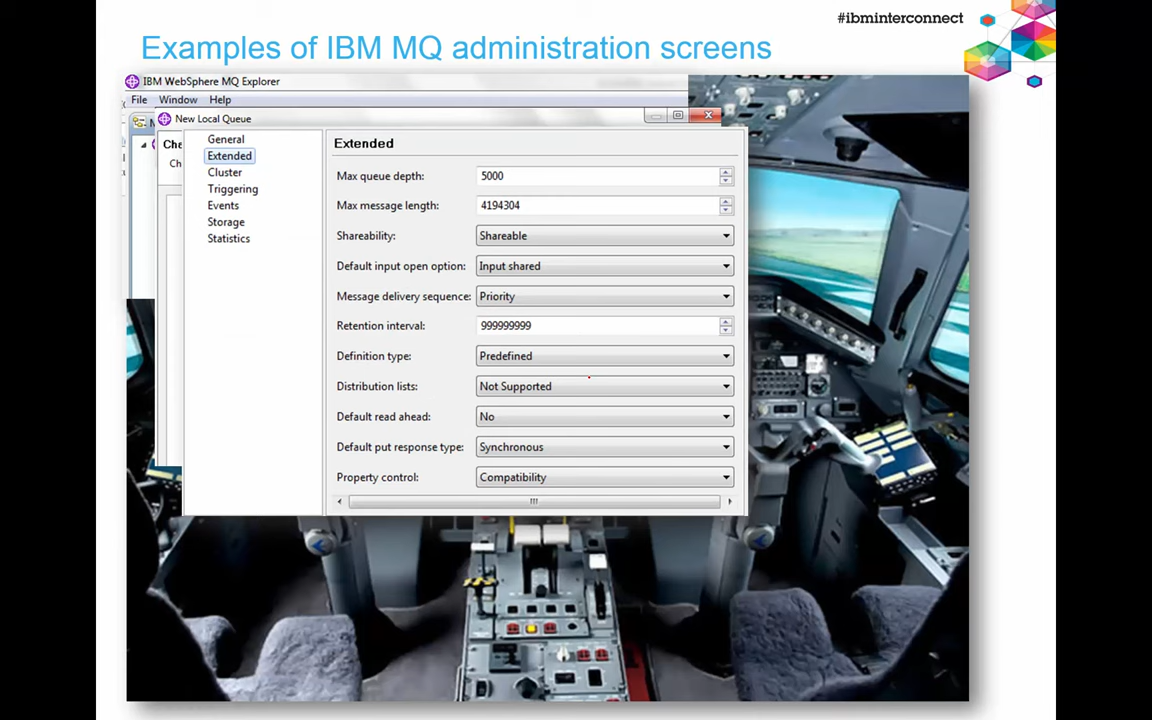 #ibminterconnect
Examples of IBM MQ administration screens
IBM WebSphere MQ Explorer
File Window Help
New Local Queue
General
Extended
Cluster
Triggering
Events
Storage
Statistics
Extended
Max queue depth: 5000
Max message length: 4194304
Shareability: Shareable
Default input open option: Input shared
Message delivery sequence: Priority
Retention interval: 999999999
Definition type: Predefined
Distribution lists: Not Supported
Default read ahead: No
Default put response type: Synchronous
Property control: Compatibility